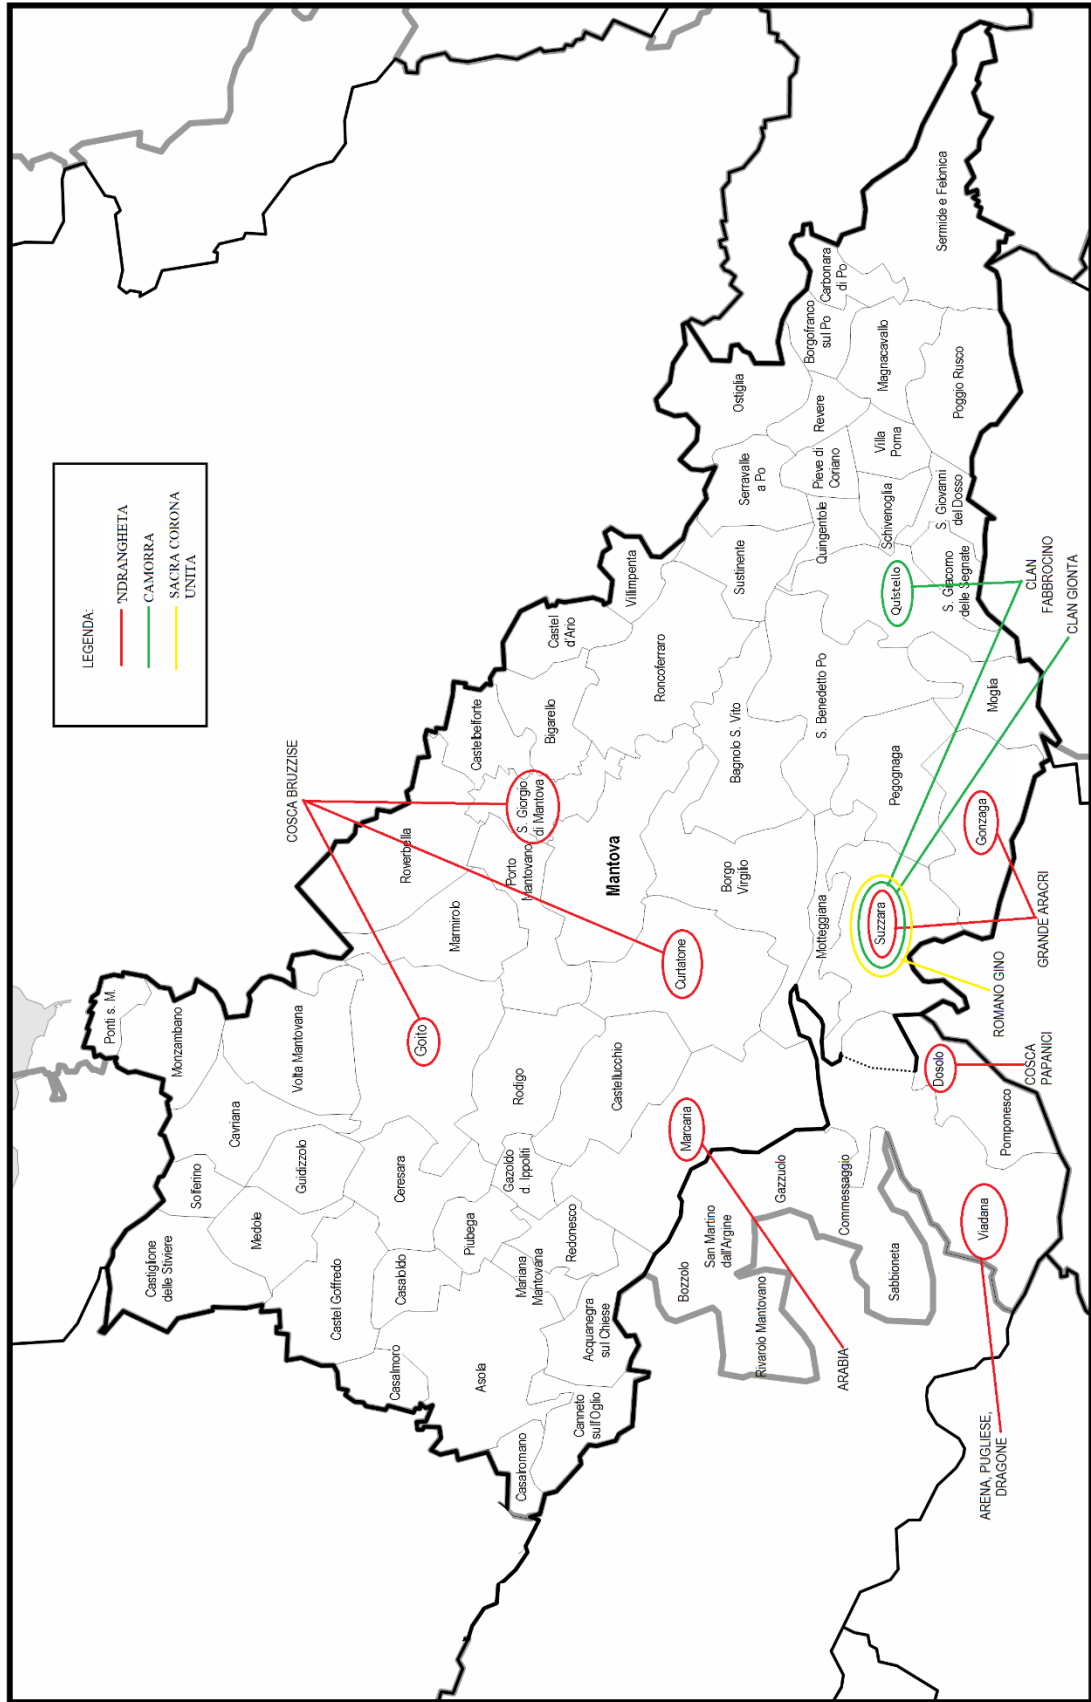 LEGENDA:
'NDRANGHETA
CAMORRA
SACRA CORONA
UNITA
COSCA BRUZZISE
Ponti s. M.
Monzambano
Castiglione
delle Stiviere
Solferino
Cavriana
Volta Mantovana
Medole
Guidizzolo
Castel Goffredo
Ceresara
Goito
Marmirolo
Roverbella
Castelbelforte
Casalmoro
Casaloldo
Piubega
Gazoldo
d. Ippoliti
Rodigo
Porto
Mantovano
S. Giorgio
di Mantova
Bigarello
Castel
d'Ario
Villimpenta
Asola
Mariana
Mantovana
Redonesco
Castellucchio
Mantova
Roncoferraro
Casalromano
Canneto
sull'Oglio
Acquanegra
sul Chiese
Marcaria
Curtatone
Borgo
Virgilio
Bagnolo S. Vito
Sustinente
Serravalle
a Po
Ostiglia
Bozzolo
San Martino
dall'Argine
Rivarolo Mantovano
Gazzuolo
Commessaggio
Sabbioneta
Motteggiana
S. Benedetto Po
Quingentole
Pieve di
Coriano
Revere
Borgofranco
sul Po
Carbonara
di Po
Sermide e Felonica
Suzzara
Pegognaga
Quistello
Schivenoglia
Villa
Poma
Magnacavallo
Viadana
Pomponesco
Dosolo
Gonzaga
Moglia
S. Giacomo
delle Segnate
S. Giovanni
del Dosso
Poggio Rusco
ARABIA
ARENA, PUGLIESE,
DRAGONE
COSCA
PAPANICI
ROMANO GINO
GRANDE ARACRI
CLAN
FABBROCINO
CLAN GIONTA